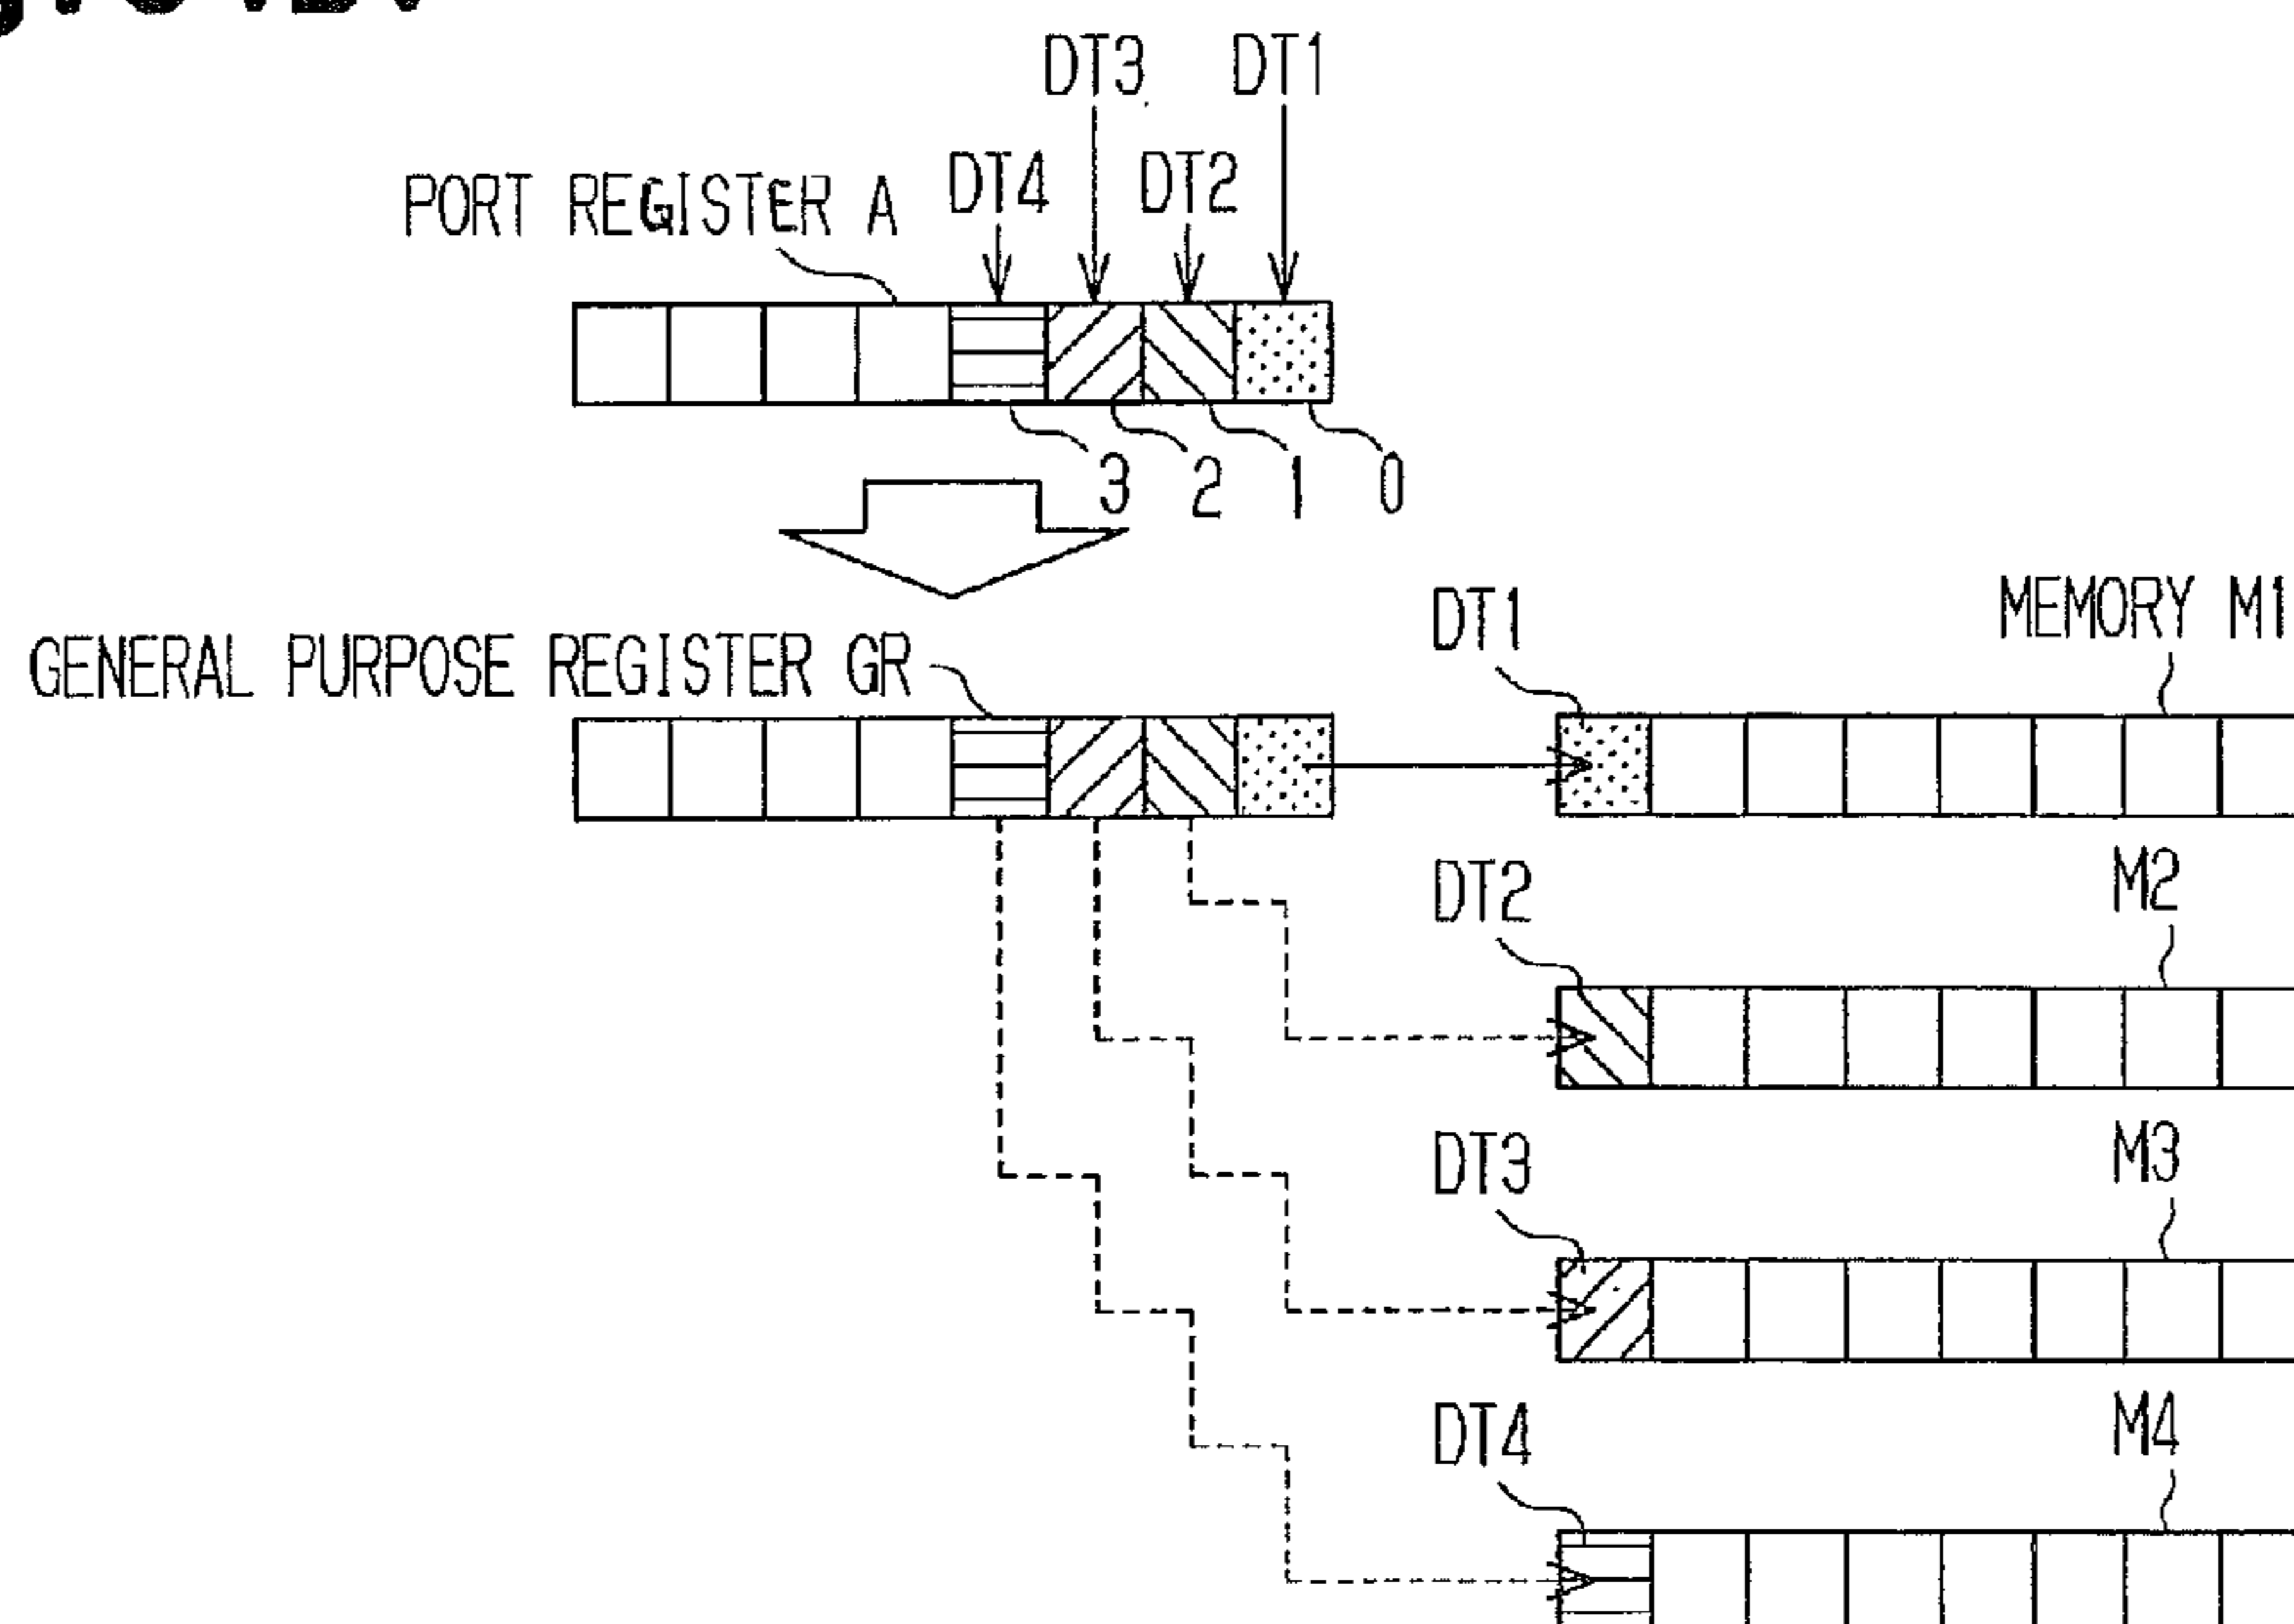 DT3 DT1
PORT REGISTER A DT4 DT2
3 2 1 0
DT1 MEMORY M1
GENERAL PURPOSE REGISTER GR
DT2 M2
DT3 M3
DT4 M4